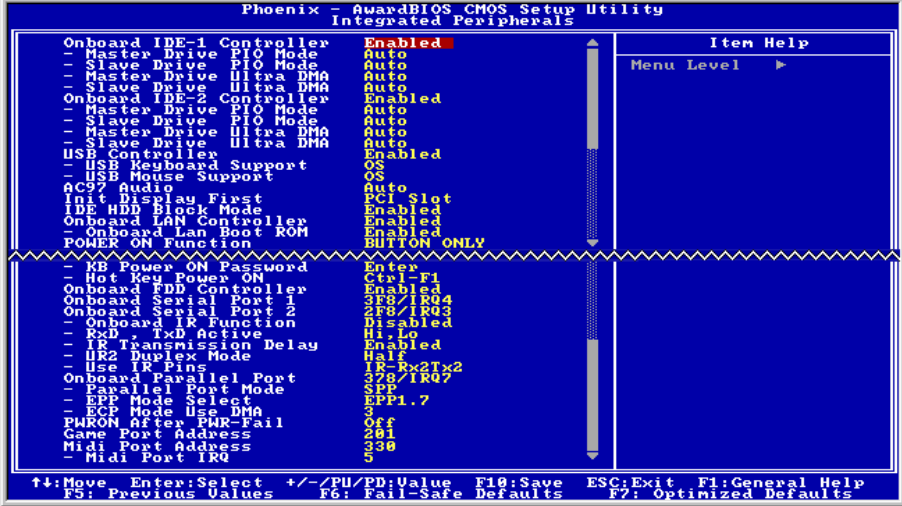 Phoenix - AwardBIOS CMOS Setup Utility
Integrated Peripherals
Onboard IDE-1 Controller Enabled
- Master Drive PIO Mode Auto
- Slave Drive PIO Mode Auto
- Master Drive Ultra DMA Auto
- Slave Drive Ultra DMA Auto
Onboard IDE-2 Controller Enabled
- Master Drive PIO Mode Auto
- Slave Drive PIO Mode Auto
- Master Drive Ultra DMA Auto
- Slave Drive Ultra DMA Auto
USB Controller Enabled
- USB Keyboard Support OS
- USB Mouse Support OS
AC97 Audio Auto
Init Display First PCI Slot
IDE HDD Block Mode Enabled
Onboard LAN Controller Enabled
- Onboard Lan Boot ROM Enabled
POWER ON Function BUTTON ONLY
- KB Power ON Password Enter
- Hot Key Power ON Ctrl-F1
Onboard FDD Controller Enabled
Onboard Serial Port 1 3F8/IRQ4
Onboard Serial Port 2 2F8/IRQ3
- Onboard IR Function Disabled
- RxD , TxD Active Hi,Lo
- IR Transmission Delay Enabled
- UR2 Duplex Mode Half
- Use IR Pins IR-Rx2Tx2
Onboard Parallel Port 378/IRQ7
- Parallel Port Mode SPP
- EPP Mode Select EPP1.7
- ECP Mode Use DMA 3
PWRON After PWR-Fail Off
Game Port Address 201
Midi Port Address 330
- Midi Port IRQ 5
Item Help
Menu Level ►
↑↓:Move Enter:Select +/-/PU/PD:Value F10:Save ESC:Exit F1:General Help
F5: Previous Values F6: Fail-Safe Defaults F7: Optimized Defaults